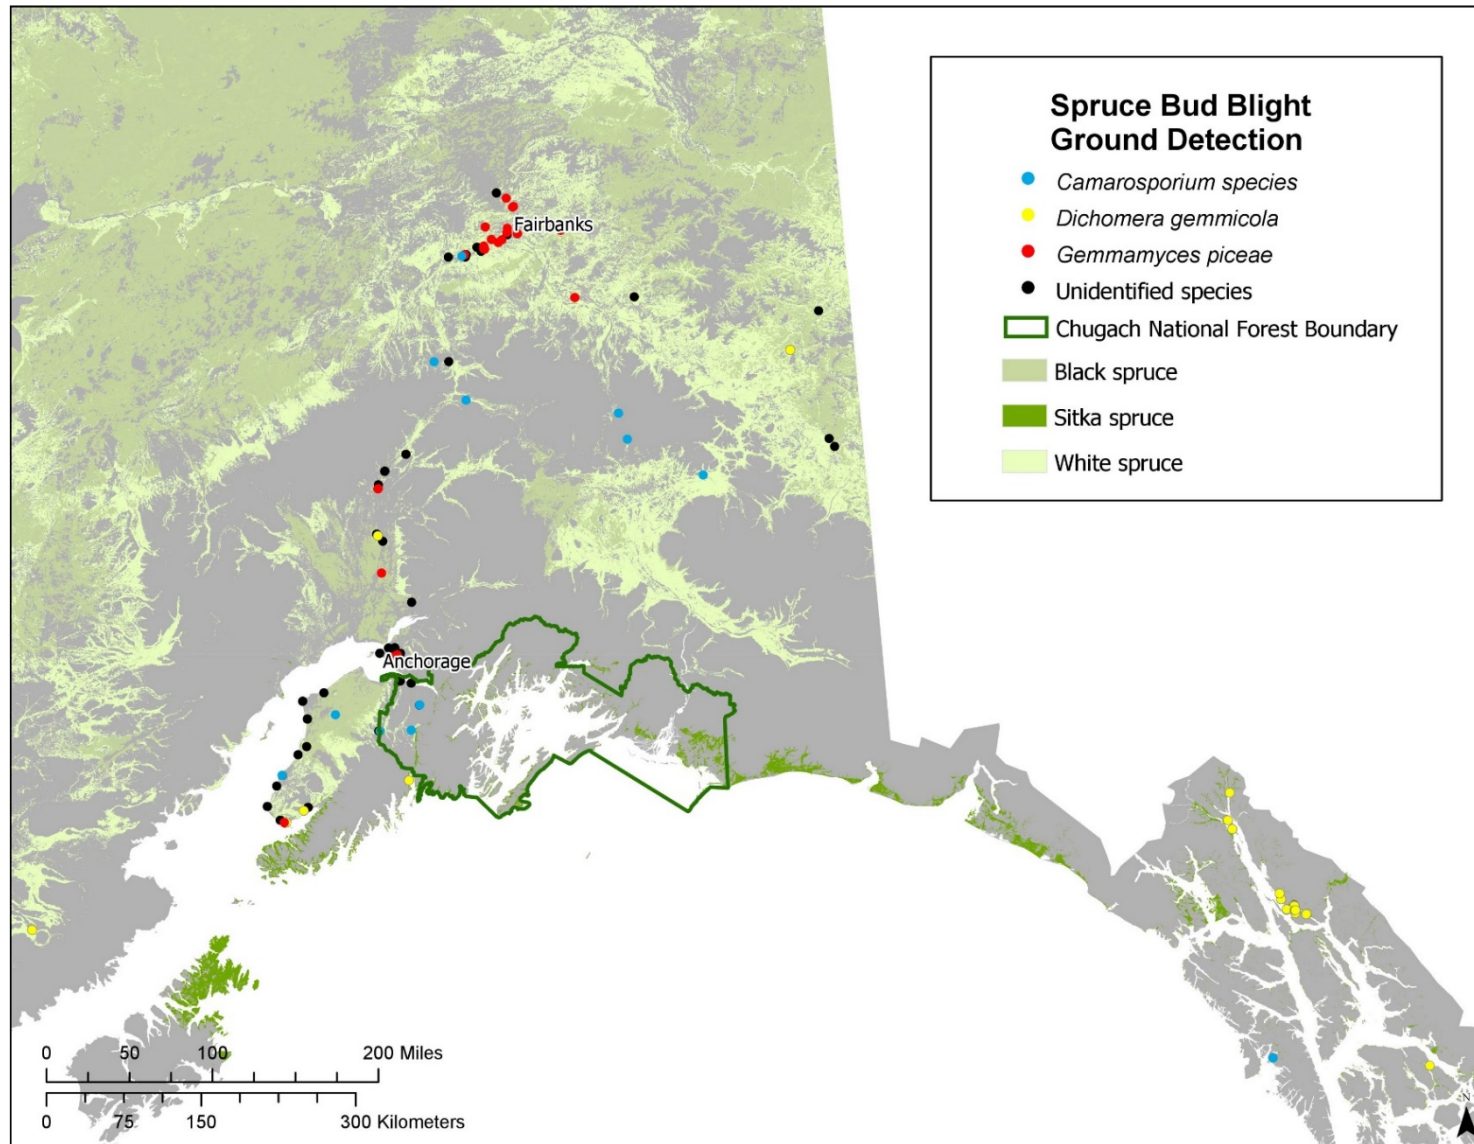 Spruce Bud Blight
Ground Detection
Camarosporium species
Dichomera gemmicola
Gemmamyces piceae
Unidentified species
Chugach National Forest Boundary
Black spruce
Sitka spruce
White spruce
Fairbanks
Anchorage
0 50 100 200 Miles
0 75 150 300 Kilometers
N